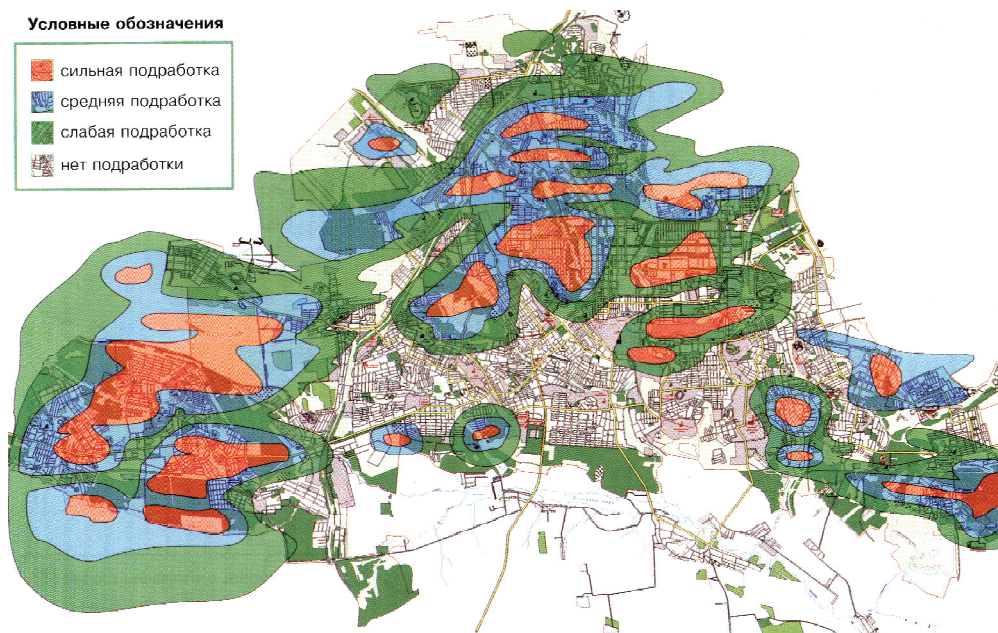 Условные обозначения
сильная подработка
средняя подработка
слабая подработка
нет подработки